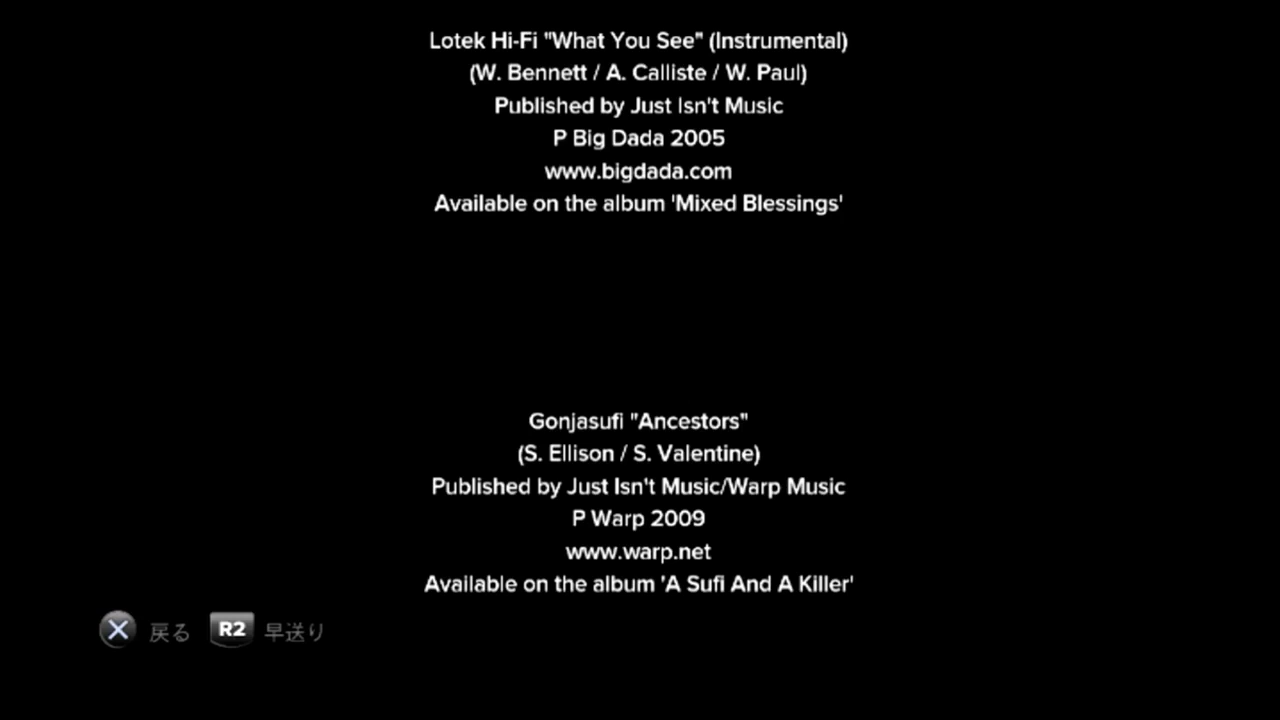 Lotek Hi-Fi "What You See" (Instrumental)
(W. Bennett / A. Calliste / W. Paul)
Published by Just Isn't Music
P Big Dada 2005
www.bigdada.com
Available on the album 'Mixed Blessings'
Gonjasufi "Ancestors"
(S. Ellison / S. Valentine)
Published by Just Isn't Music/Warp Music
P Warp 2009
www.warp.net
Available on the album 'A Sufi And A Killer'
戻る R2 早送り